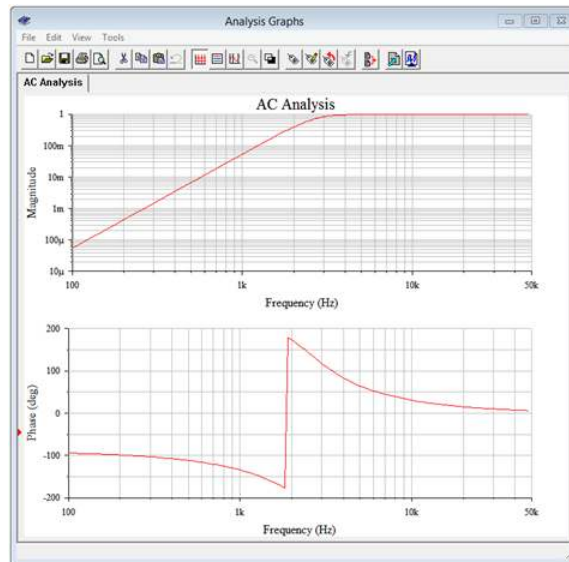 Analysis Graphs
File Edit View Tools
AC Analysis
AC Analysis
1
100m
10m
1m
100µ
10µ
Magnitude
100 1k 10k 50k
Frequency (Hz)
200
100
0
-100
-200
Phase (deg)
100 1k 10k 50k
Frequency (Hz)